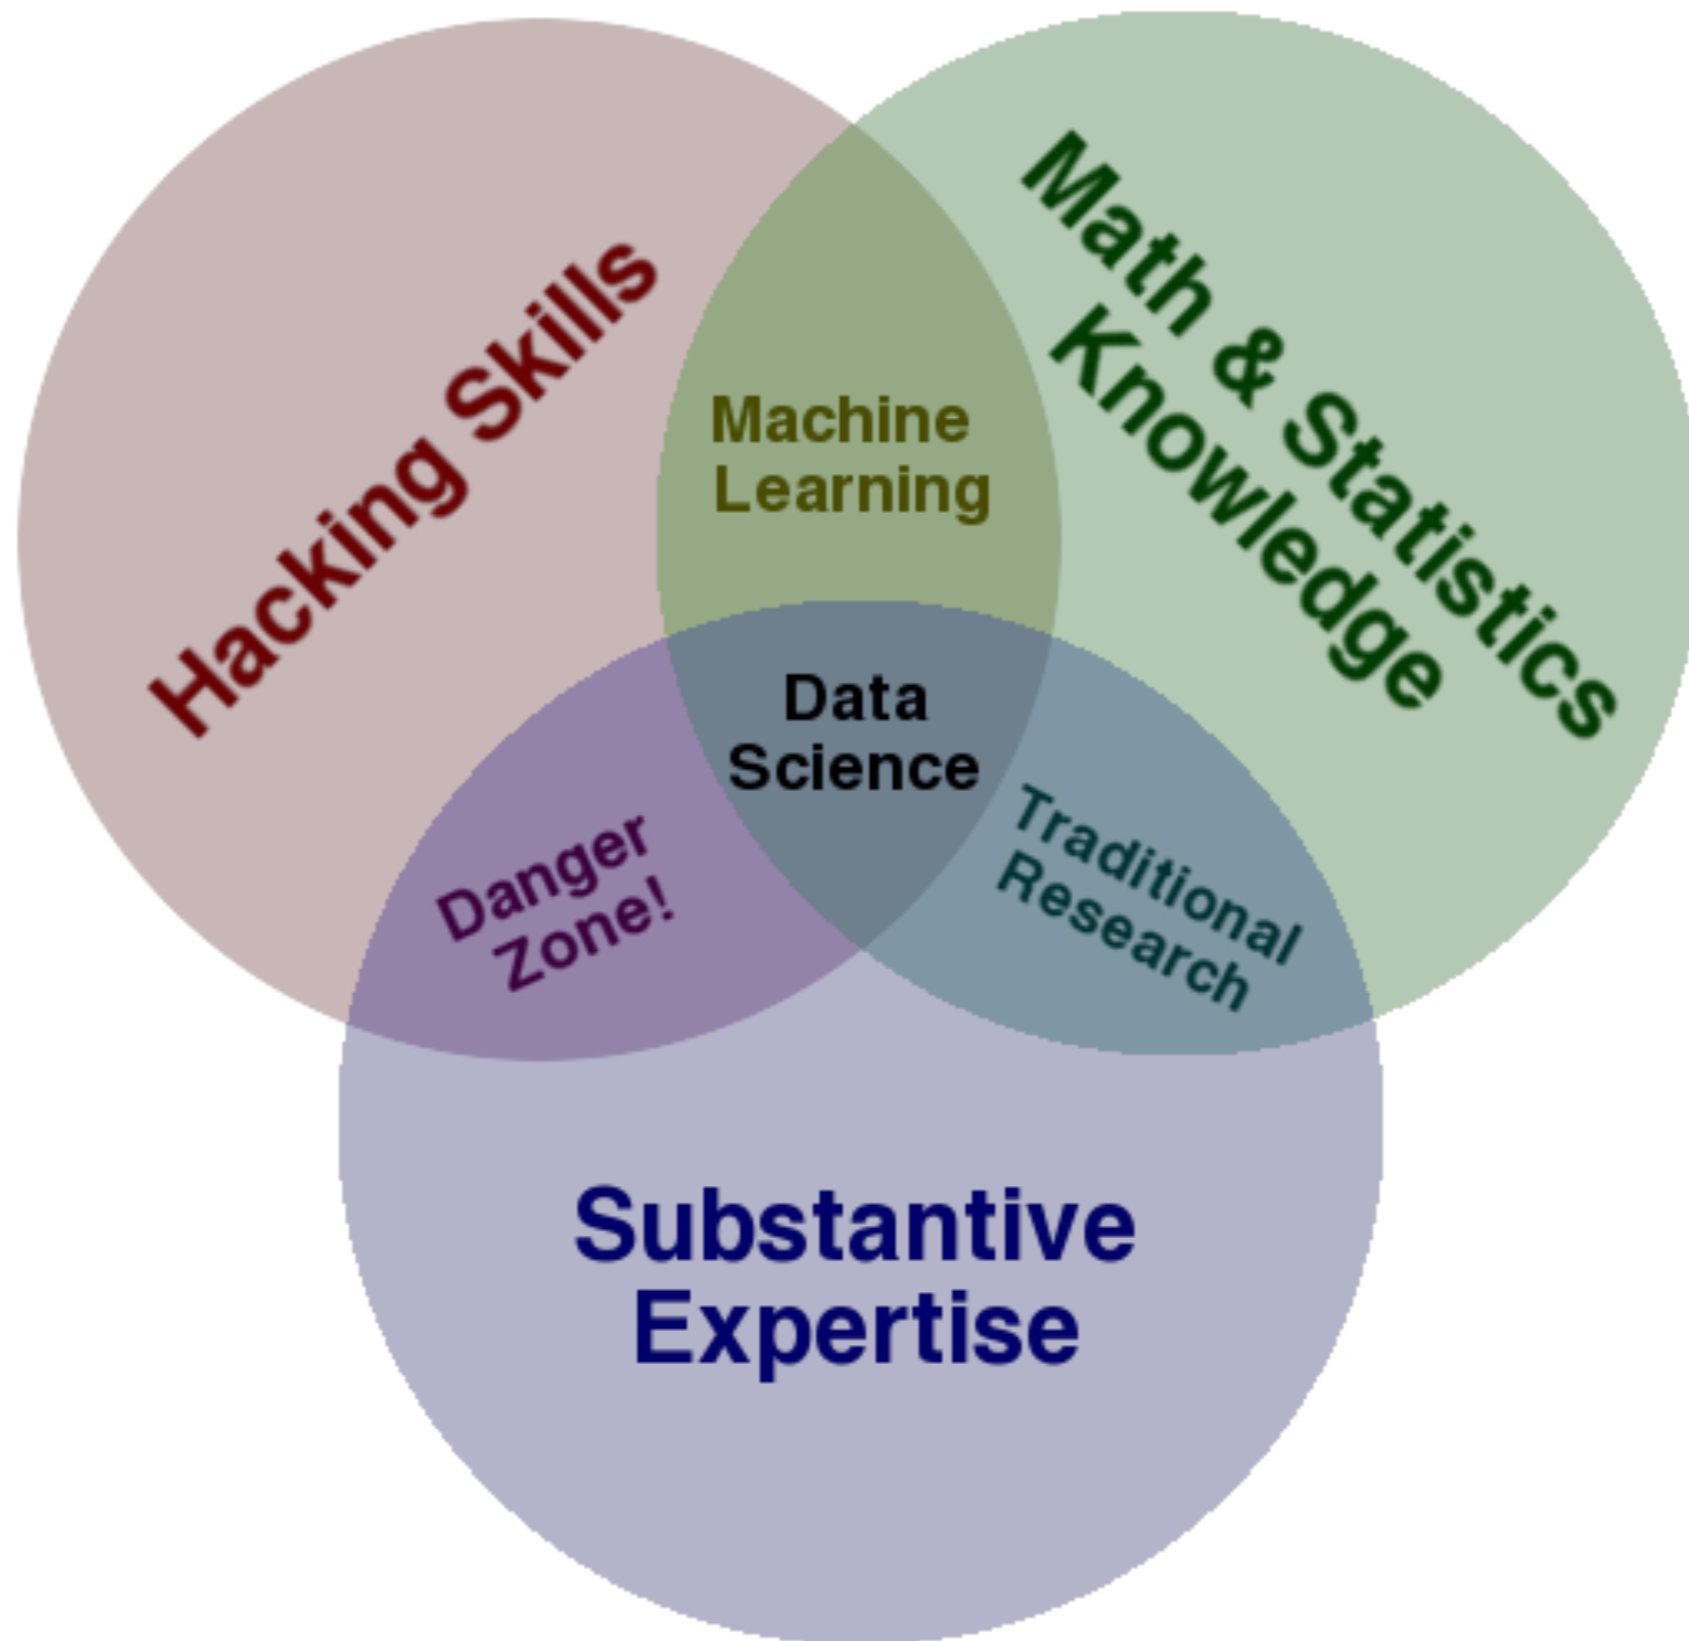 Hacking Skills
Math & Statistics
Knowledge
Machine
Learning
Data
Science
Danger
Zone!
Traditional
Research
Substantive
Expertise